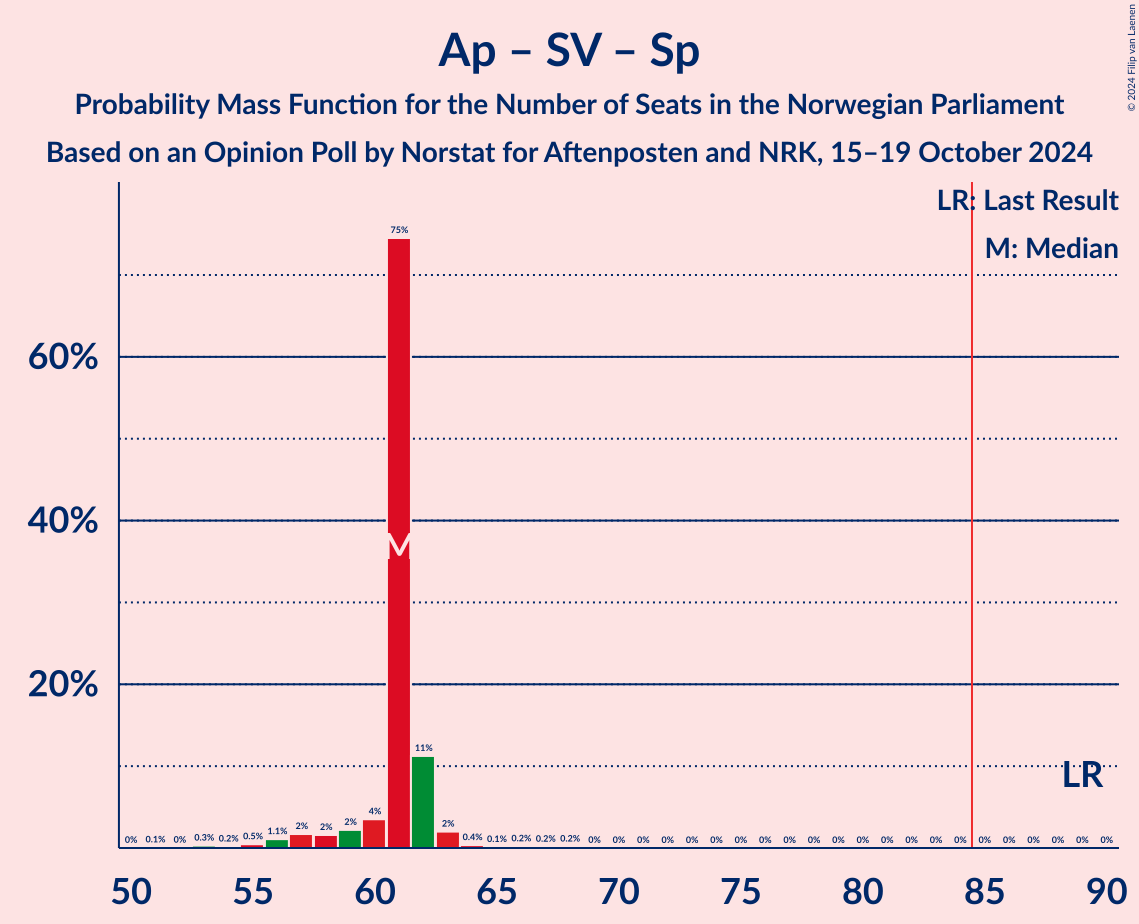 Ap – SV – Sp
Probability Mass Function for the Number of Seats in the Norwegian Parliament
Based on an Opinion Poll by Norstat for Aftenposten and NRK, 15–19 October 2024
© 2024 Filip van Laenen
LR: Last Result
M: Median
60%
40%
20%
75%
M
11%
LR
0% 0.1% 0% 0.3% 0.2% 0.5% 1.1% 2% 2% 2% 4% 2% 0.4% 0.1% 0.2% 0.2% 0.2% 0% 0% 0% 0% 0% 0% 0% 0% 0% 0% 0% 0% 0% 0% 0% 0% 0% 0% 0% 0% 0% 0% 
50 55 60 65 70 75 80 85 90